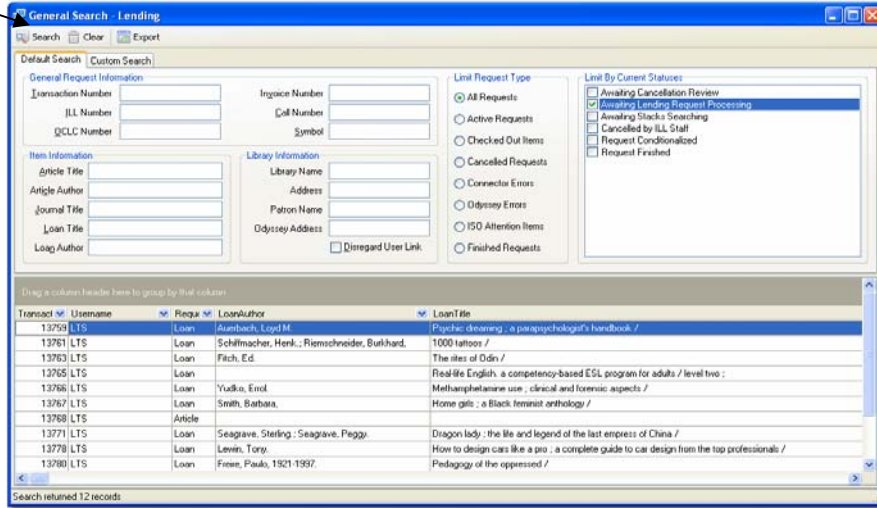 General Search - Lending
Search Clear Export
Default Search Custom Search
General Request Information
Transaction Number
ILL Number
OCLC Number
Invoice Number
Call Number
Symbol
Item Information
Article Title
Article Author
Journal Title
Loan Title
Loan Author
Library Information
Library Name
Address
Patron Name
Odyssey Address
Disregard User Link
Limit Request Type
All Requests
Active Requests
Checked Out Items
Cancelled Requests
Connector Errors
Odyssey Errors
ISO Attention Items
Finished Requests
Limit By Current Statuses
Awaiting Cancellation Review
Awaiting Lending Request Processing
Awaiting Stacks Searching
Cancelled by ILL Staff
Request Conditionalized
Request Finished
Drag a column header here to group by that column
Transact Username Reque LoanAuthor LoanTitle
13759 LTS Loan Auerbach, Loyd M. Psychic dreaming ; a parapsychologist's handbook /
13761 LTS Loan Schiffmacher, Henk.; Riemschneider, Burkhard, 1000 tattoos /
13763 LTS Loan Fitch, Ed. The rites of Odin /
13765 LTS Loan Real-life English. a competency-based ESL program for adults / level two ;
13766 LTS Loan Yudko, Errol. Methamphetamine use ; clinical and forensic aspects /
13767 LTS Loan Smith, Barbara, Home girls ; a Black feminist anthology /
13768 LTS Article
13771 LTS Loan Seagrave, Sterling.; Seagrave, Peggy. Dragon lady ; the life and legend of the last empress of China /
13778 LTS Loan Lewin, Tony. How to design cars like a pro ; a complete guide to car design from the top professionals /
13780 LTS Loan Freire, Paulo, 1921-1997. Pedagogy of the oppressed /
Search returned 12 records